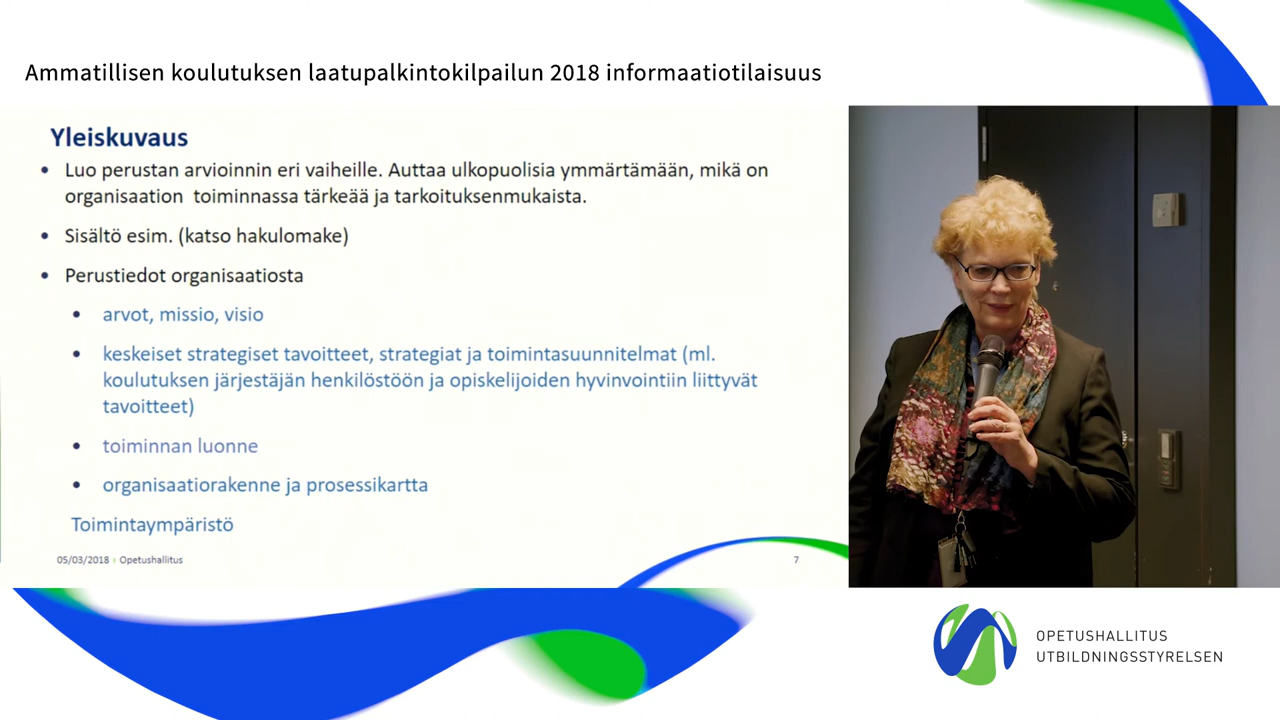 Ammatillisen koulutuksen laatupalkintokilpailun 2018 informaatiotilaisuus
Yleiskuvaus
• Luo perustan arvioinnin eri vaiheille. Auttaa ulkopuolisia ymmärtämään, mikä on
organisaation toiminnassa tärkeää ja tarkoituksenmukaista.
• Sisältö esim. (katso hakulomake)
• Perustiedot organisaatiosta
• arvot, missio, visio
• keskeiset strategiset tavoitteet, strategiat ja toimintasuunnitelmat (ml.
koulutuksen järjestäjän henkilöstöön ja opiskelijoiden hyvinvointiin liittyvät
tavoitteet)
• toiminnan luonne
• organisaatiorakenne ja prosessikartta
Toimintaympäristö
05/03/2018 Opetushallitus
7
OPETUSHALLITUS
UTBILDNINGSSTYRELSEN